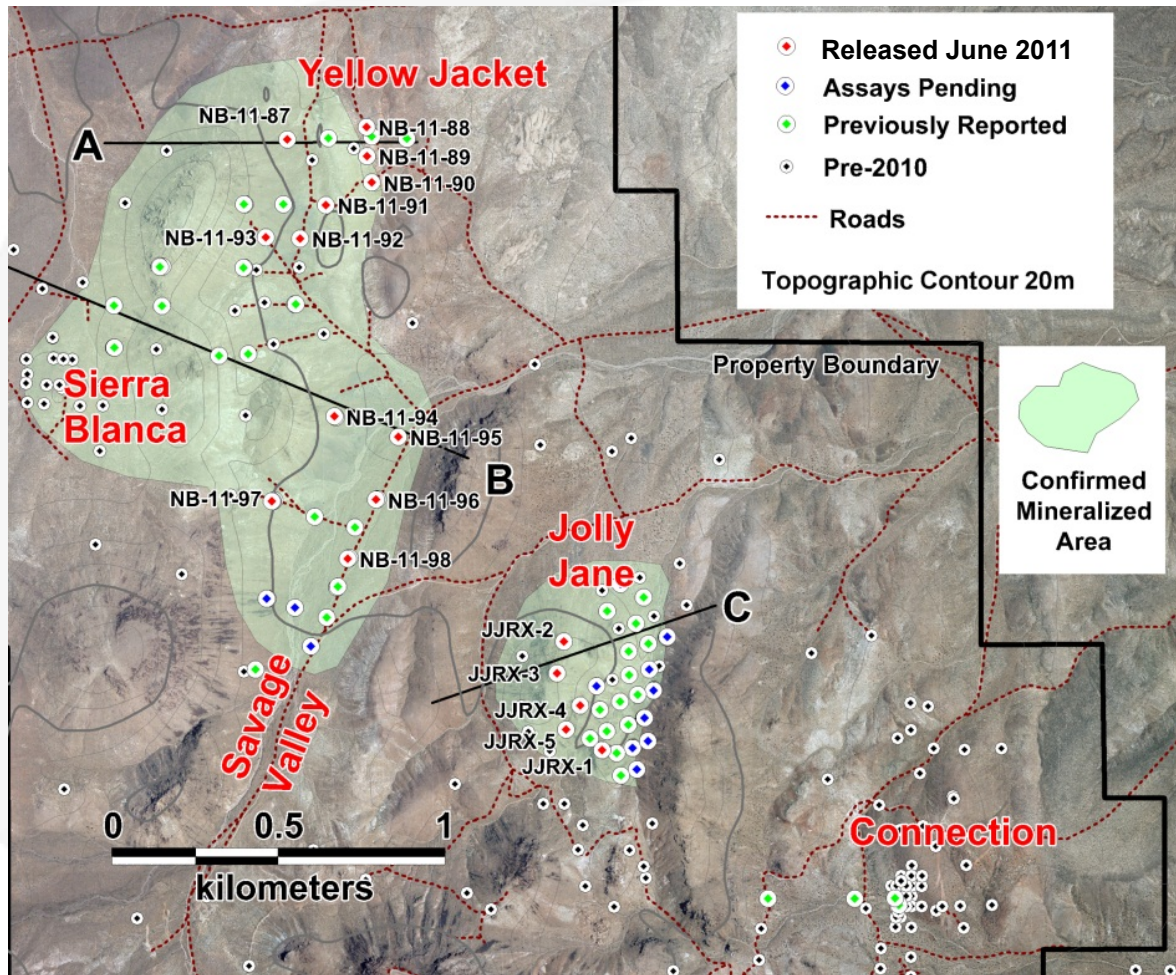 Yellow Jacket
NB-11-87
NB-11-88
A
NB-11-89
NB-11-90
NB-11-91
NB-11-93
NB-11-92
Sierra
Blanca
NB-11-94
NB-11-95
B
NB-11-97
NB-11-96
NB-11-98
Jolly
Jane
C
JJRX-2
JJRX-3
JJRX-4
JJRX-5
JJRX-1
Savage
Valley
Connection
0 0.5 1
kilometers
Property Boundary
Released June 2011
Assays Pending
Previously Reported
Pre-2010
Roads
Topographic Contour 20m
Confirmed
Mineralized
Area